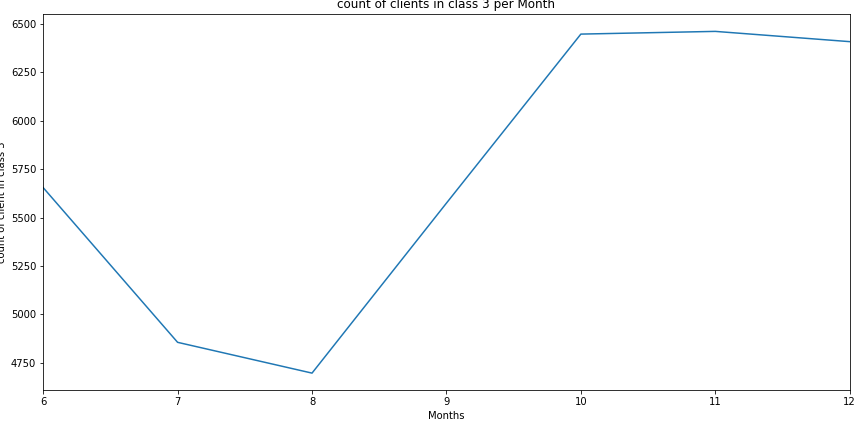 count of clients in class 3 per Month
6500
6250
6000
5750
5500
5250
5000
4750
count of client in class 3
6 7 8 9 10 11 12
Months